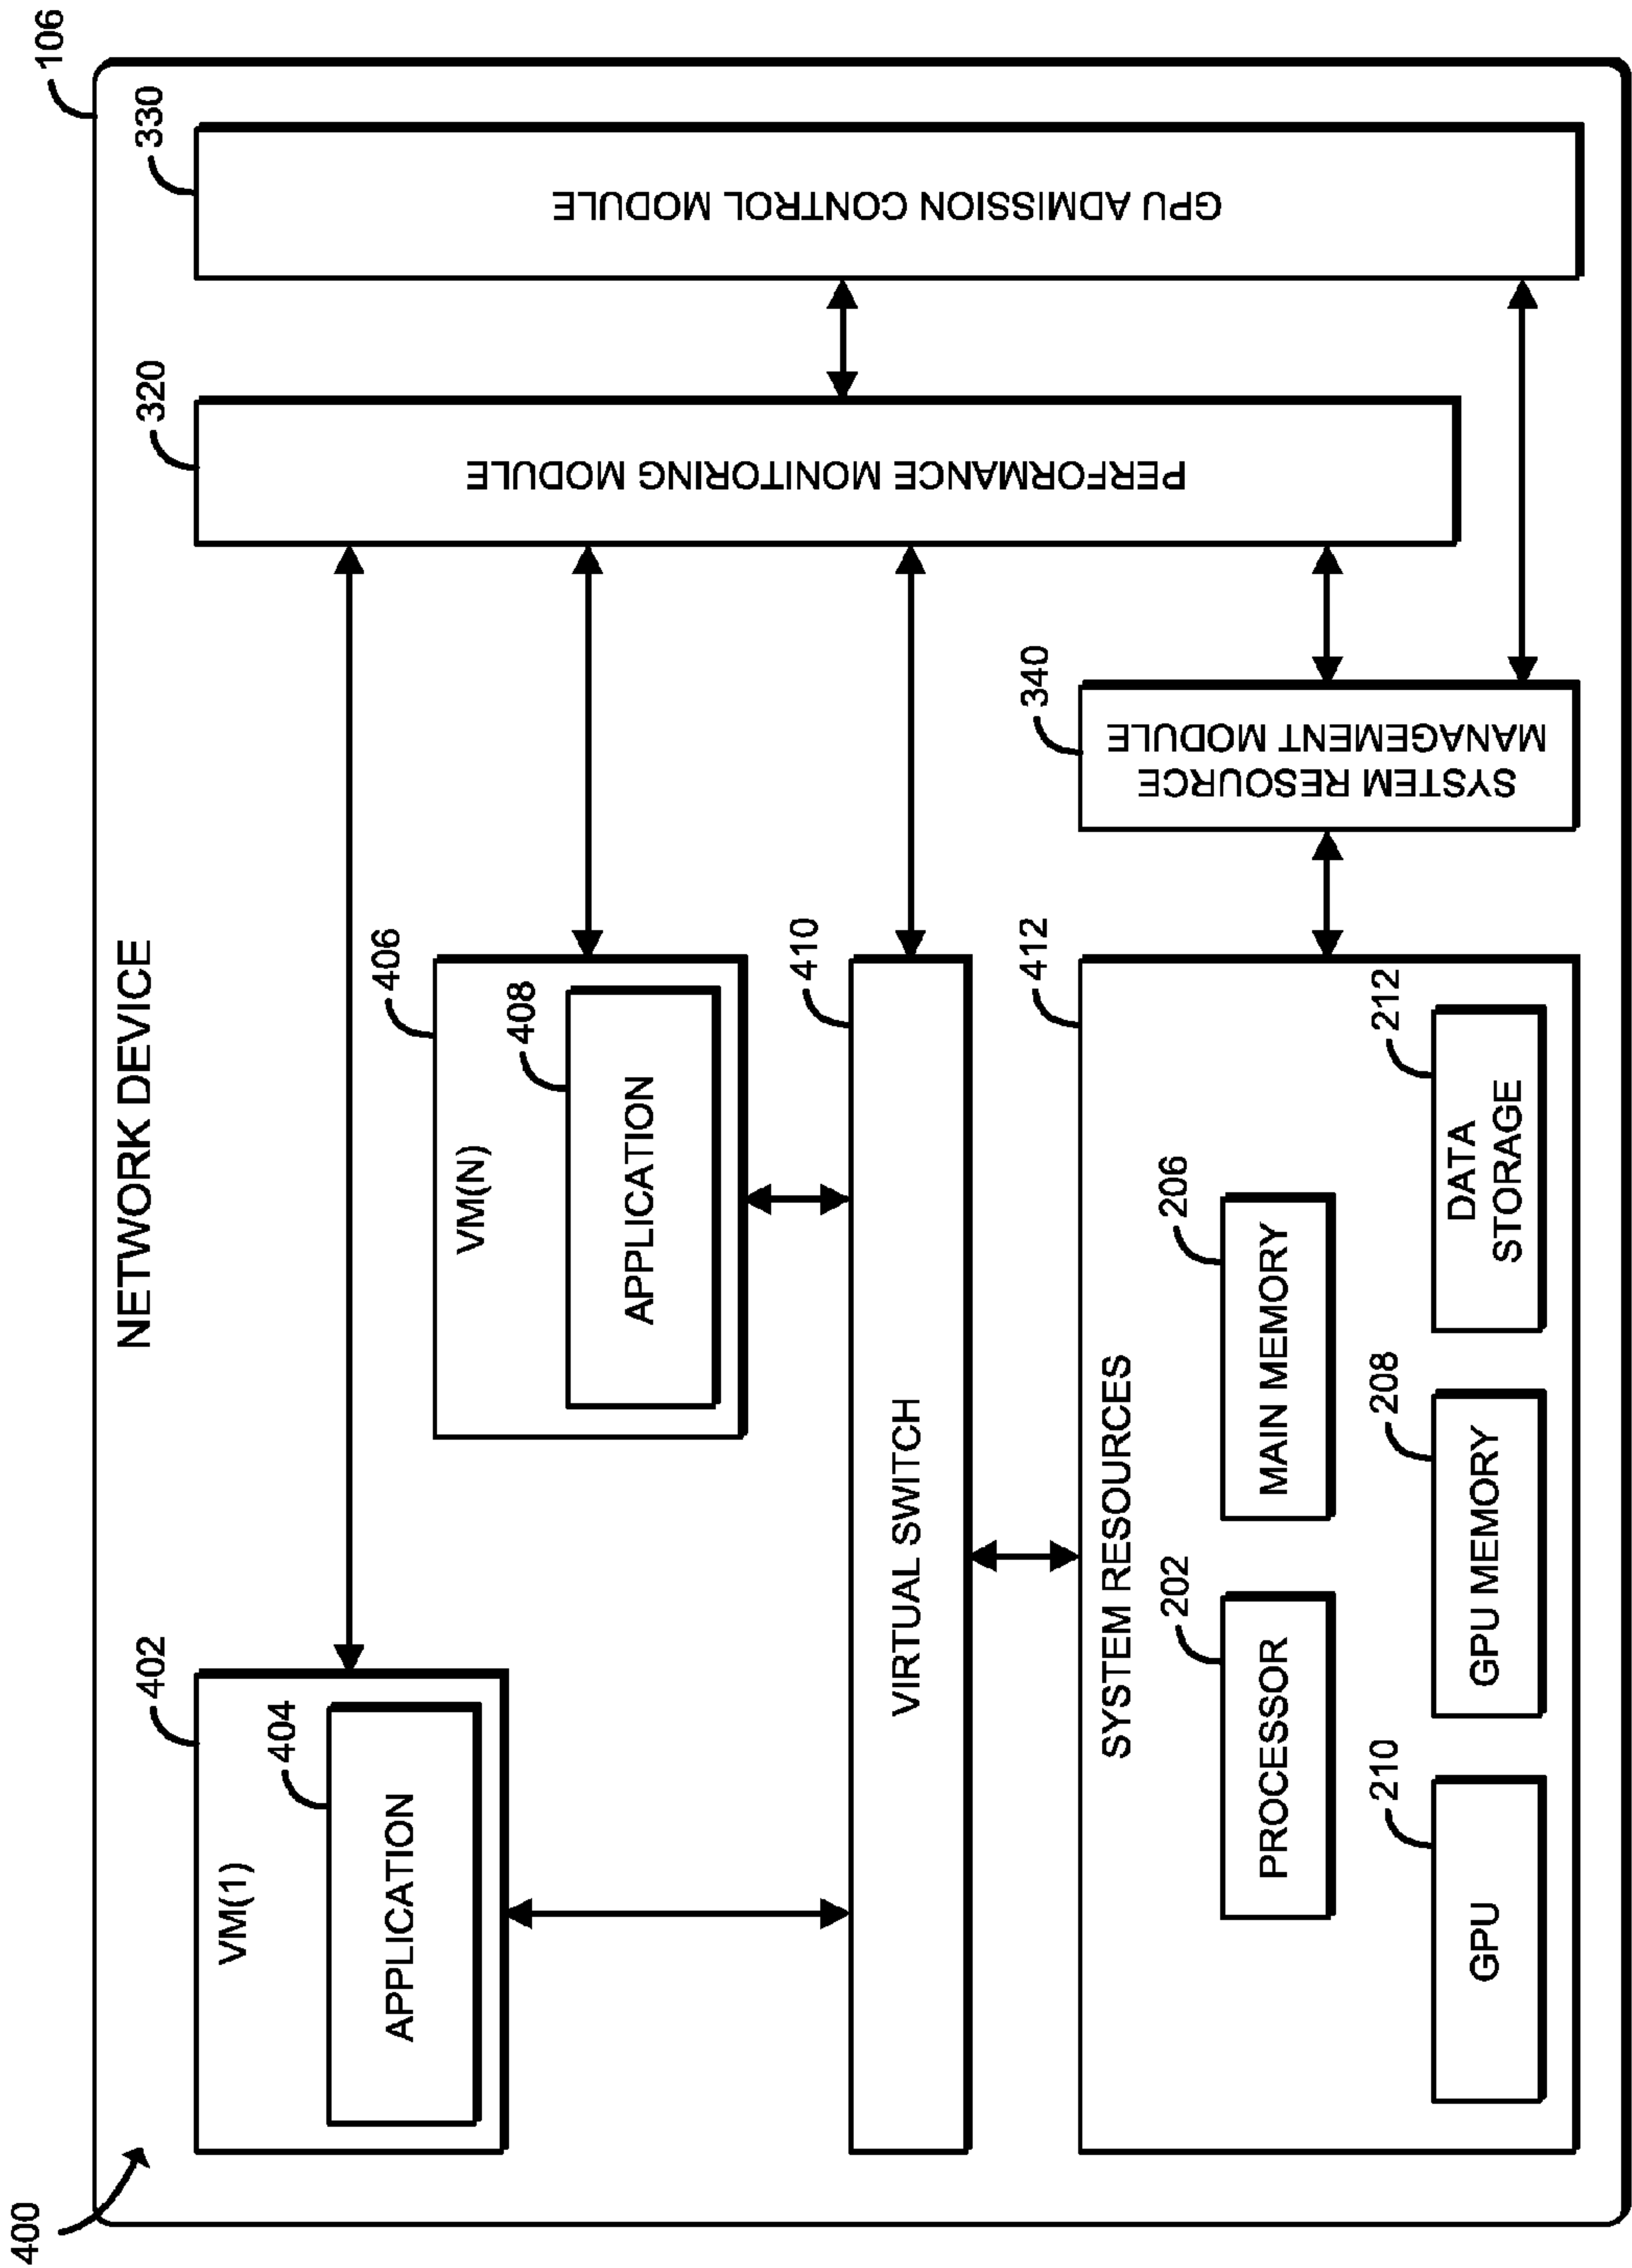 400
106
NETWORK DEVICE
402
VM(1)
404
APPLICATION
406
VM(N)
408
APPLICATION
410
VIRTUAL SWITCH
412
SYSTEM RESOURCES
202
PROCESSOR
206
MAIN MEMORY
210
GPU
208
GPU MEMORY
212
DATA
STORAGE
340
SYSTEM RESOURCE
MANAGEMENT MODULE
320
PERFORMANCE MONITORING MODULE
330
GPU ADMISSION CONTROL MODULE